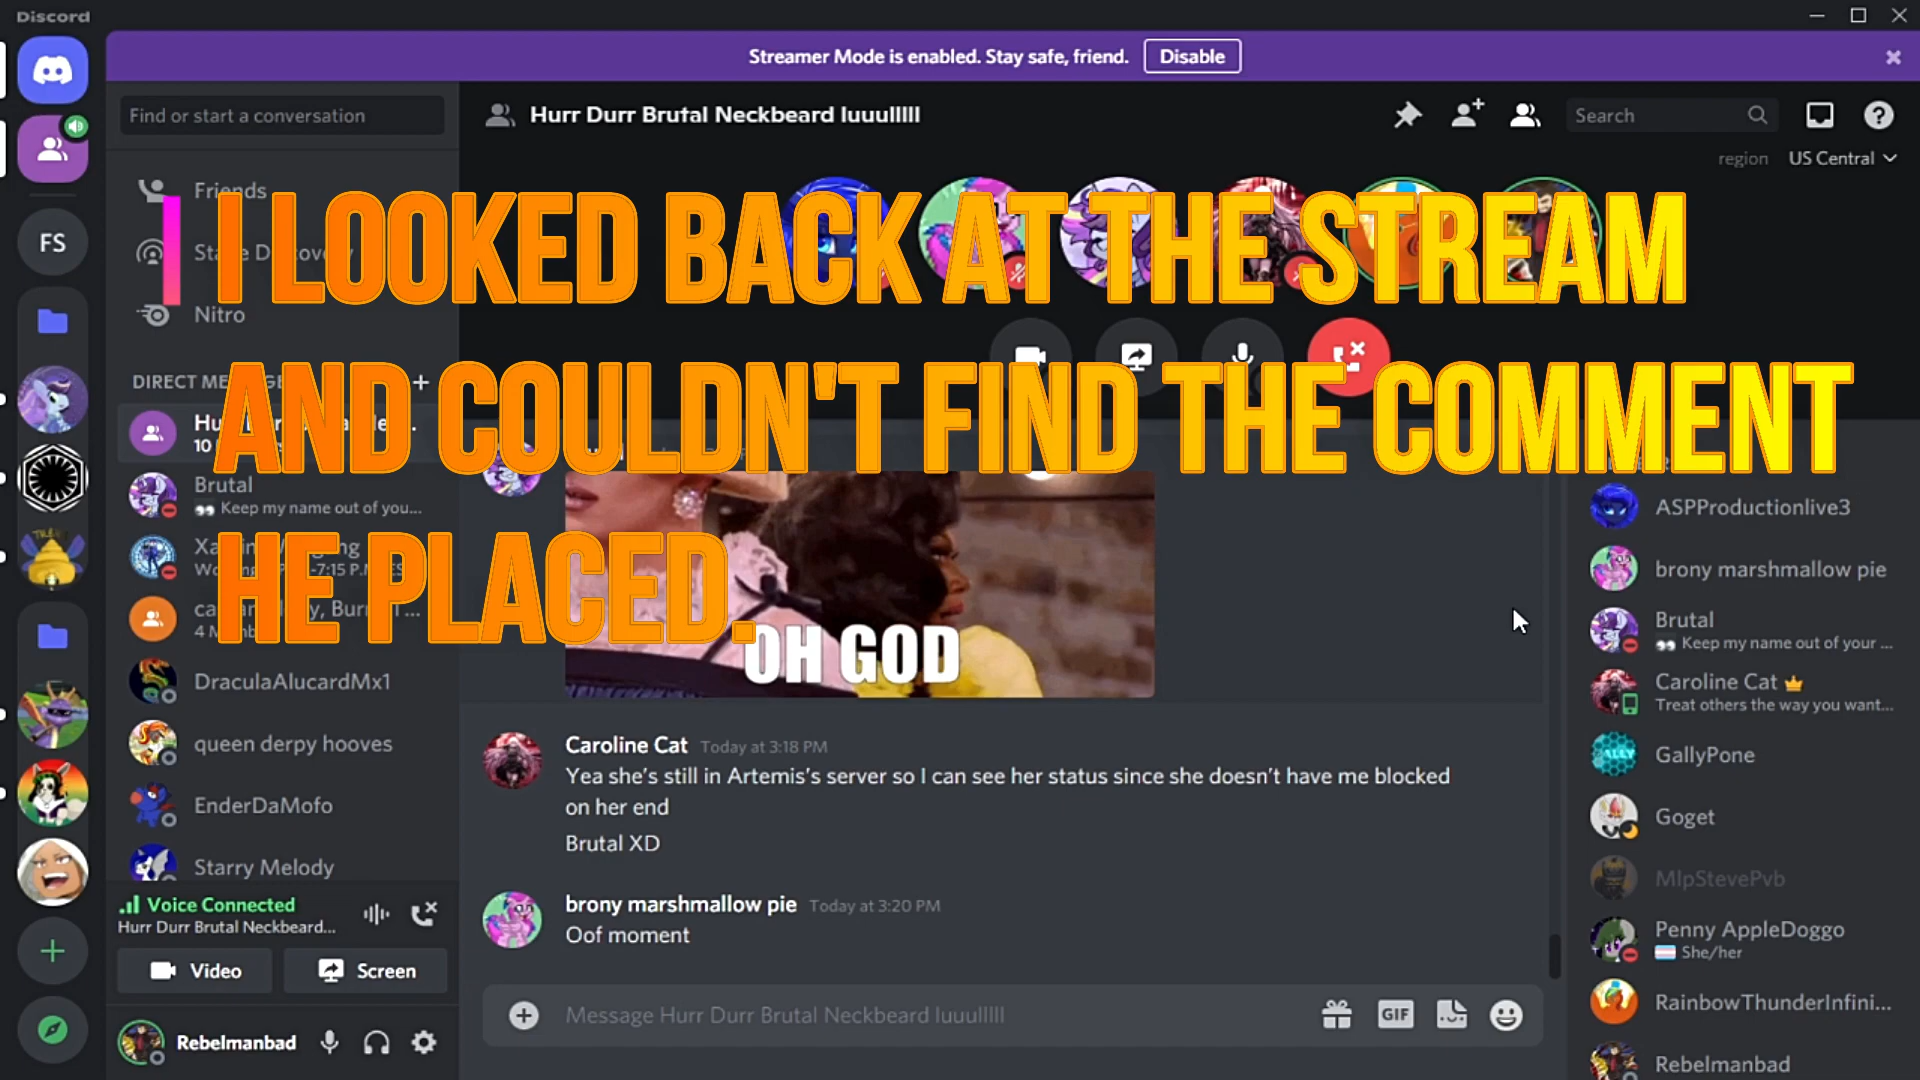 Discord
Streamer Mode is enabled. Stay safe, friend.
Disable
Find or start a conversation
Hurr Durr Brutal Neckbeard luuulllll
Search
region US Central
Friends
Nitro
I LOOKED BACK AT THE STREAM
AND COULDN'T FIND THE COMMENT
HE PLACED.
FS
DIRECT
10
Brutal
Keep my name out of you...
-7:15 P.M
4
DraculaAlucardMx1
queen derpy hooves
EnderDaMofo
Starry Melody
Voice Connected
Hurr Durr Brutal Neckbeard...
Video
Screen
Rebelmanbad
OH GOD
Caroline Cat Today at 3:18 PM
Yea she's still in Artemis's server so I can see her status since she doesn't have me blocked
on her end
Brutal XD
brony marshmallow pie Today at 3:20 PM
Oof moment
Message Hurr Durr Brutal Neckbeard luuulllll
GIF
ASPProductionlive3
brony marshmallow pie
Brutal
Keep my name out of your ...
Caroline Cat
Treat others the way you want...
GallyPone
Goget
MlpStevePvb
Penny AppleDoggo
She/her
RainbowThunderInfini...
Rebelmanbad